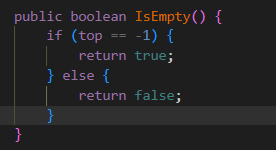 public boolean IsEmpty() {
    if (top == -1) {
        return true;
    } else {
        return false;
    }
}